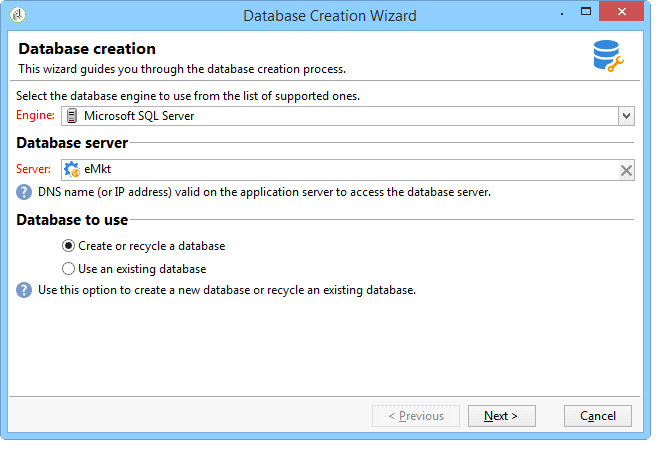 Database Creation Wizard
Database creation
This wizard guides you through the database creation process.
Select the database engine to use from the list of supported ones.
Engine: Microsoft SQL Server
Database server
Server: eMkt
? DNS name (or IP address) valid on the application server to access the database server.
Database to use
Create or recycle a database
Use an existing database
? Use this option to create a new database or recycle an existing database.
< Previous Next > Cancel